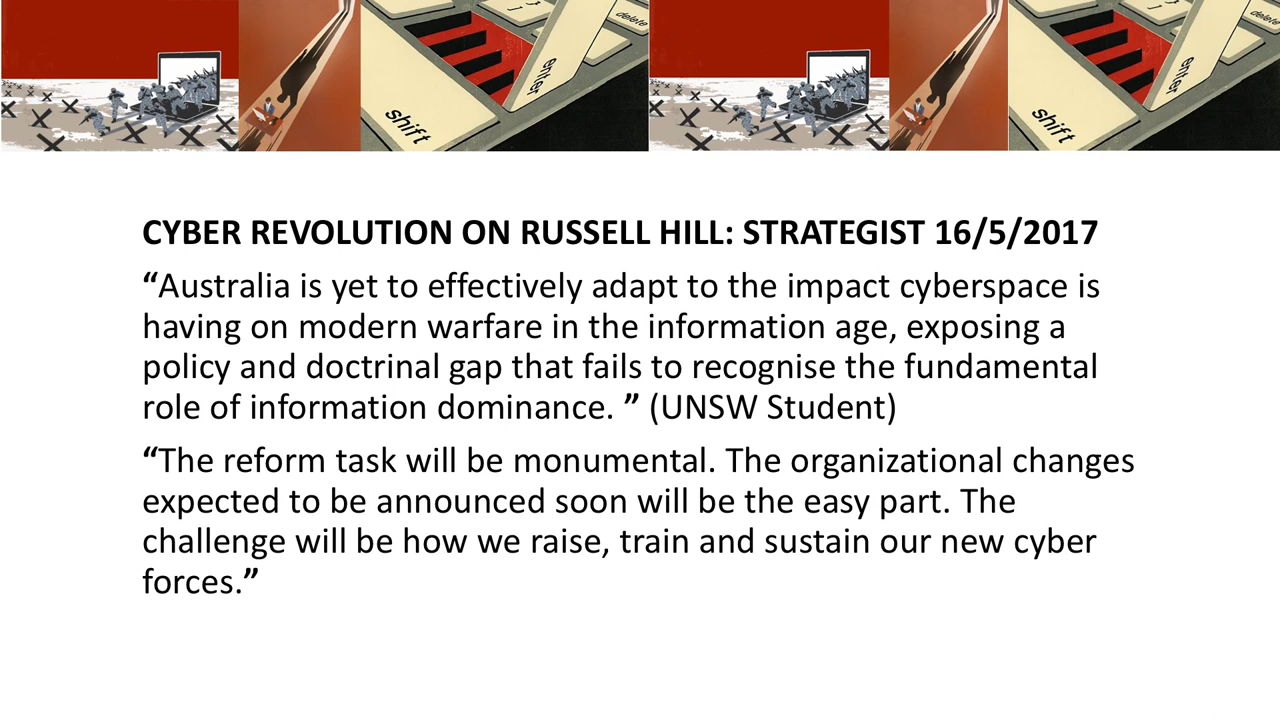 shift
enter
delete
shift
enter
delete
CYBER REVOLUTION ON RUSSELL HILL: STRATEGIST 16/5/2017
“Australia is yet to effectively adapt to the impact cyberspace is
having on modern warfare in the information age, exposing a
policy and doctrinal gap that fails to recognise the fundamental
role of information dominance. ” (UNSW Student)
“The reform task will be monumental. The organizational changes
expected to be announced soon will be the easy part. The
challenge will be how we raise, train and sustain our new cyber
forces.”